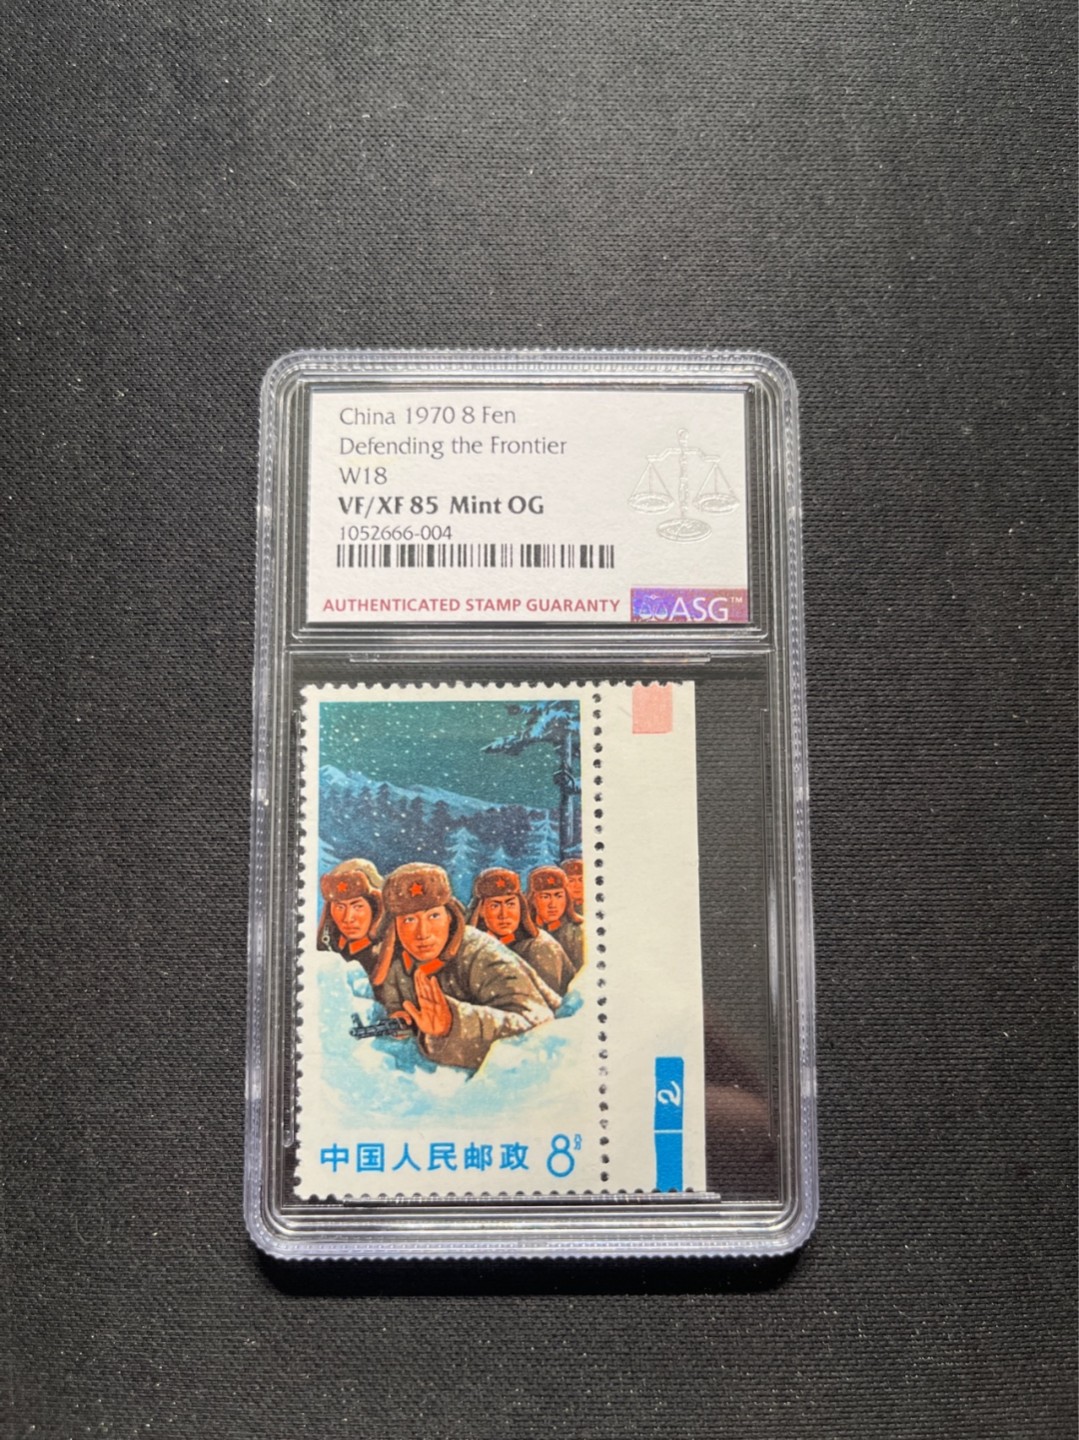 China 1970 8 Fen
Defending the Frontier
W18
VF/XF 85 Mint OG
1052666-004
AUTHENTICATED STAMP GUARANTY
ASG™
2
中国人民邮政 8分